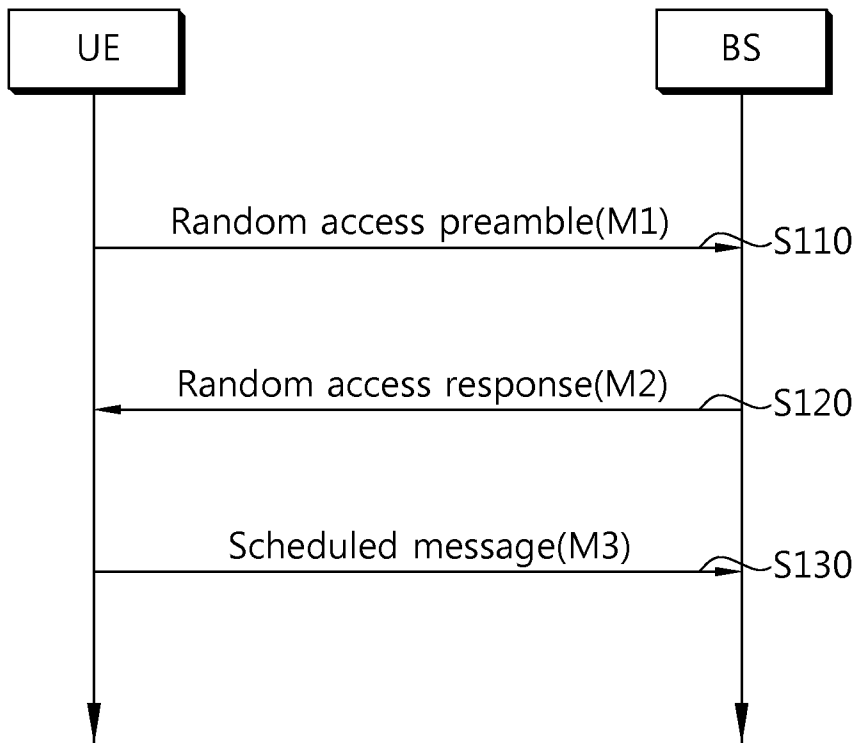 UE
BS
Random access preamble(M1)
S110
Random access response(M2)
S120
Scheduled message(M3)
S130